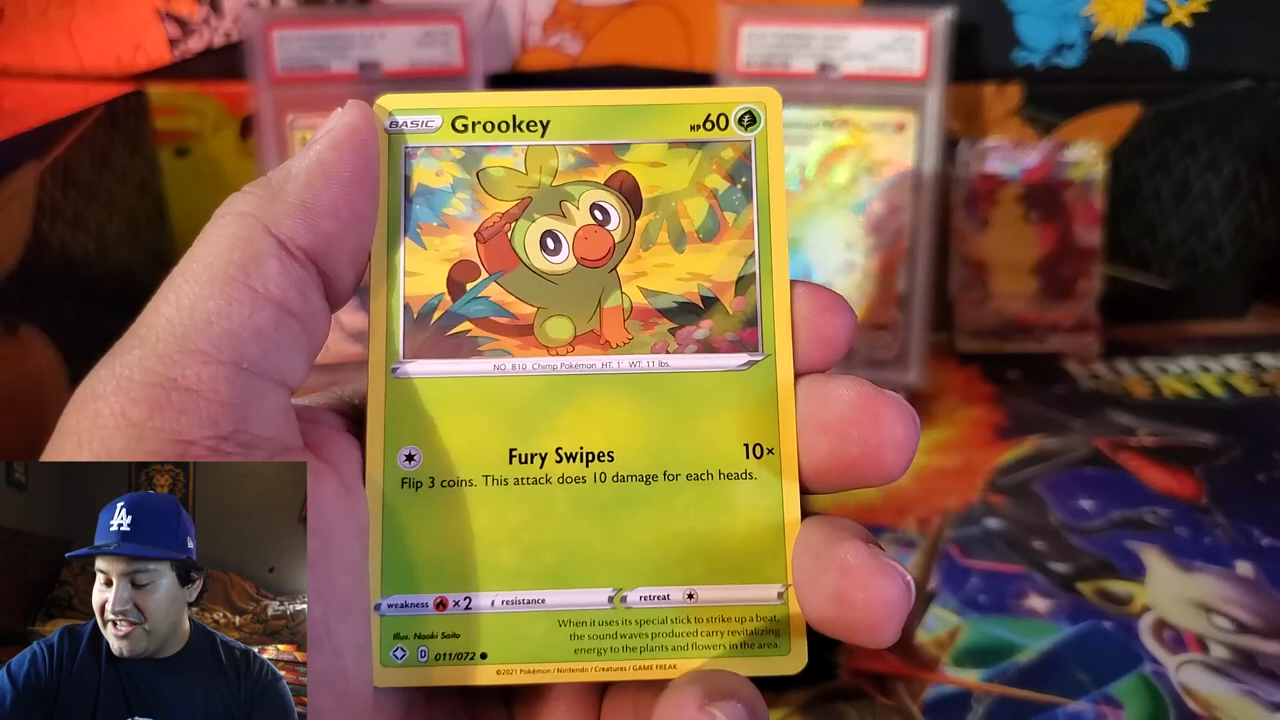 BASIC Grookey HP60
NO. 810 Chimp Pokémon HT: 1' WT: 11 lbs.
Fury Swipes 10×
Flip 3 coins. This attack does 10 damage for each heads.
weakness ×2 resistance retreat
When it uses its special stick to strike up a beat,
the sound waves produced carry revitalizing
energy to the plants and flowers in the area.
Illus. Naoki Saito
D 011/072
©2021 Pokémon / Nintendo / Creatures / GAME FREAK
HIDDEN
FATES
LA